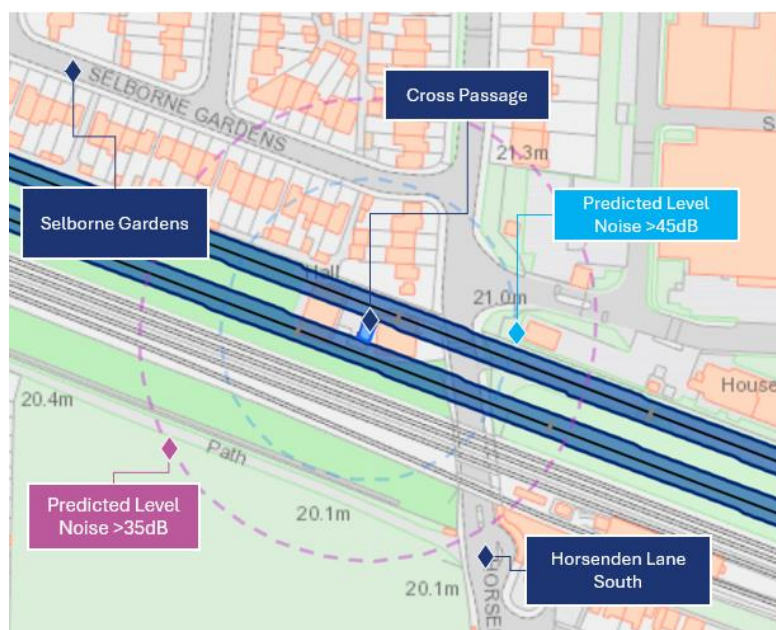 SELBORNE GARDENS
Cross Passage
21.3m
S
Selborne Gardens
Predicted Level
Noise >45dB
Hall
21.0m
House
20.4m
Path
Predicted Level
Noise >35dB
20.1m
20.1m
HORSE
Horsenden Lane
South